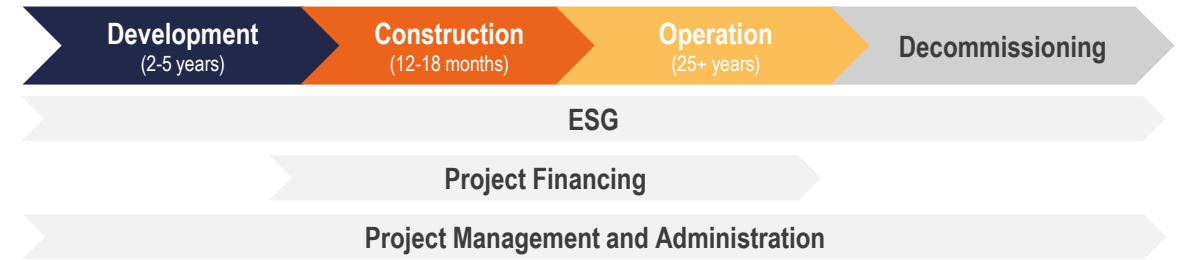 Development
(2-5 years)
Construction
(12-18 months)
Operation
(25+ years)
Decommissioning
ESG
Project Financing
Project Management and Administration